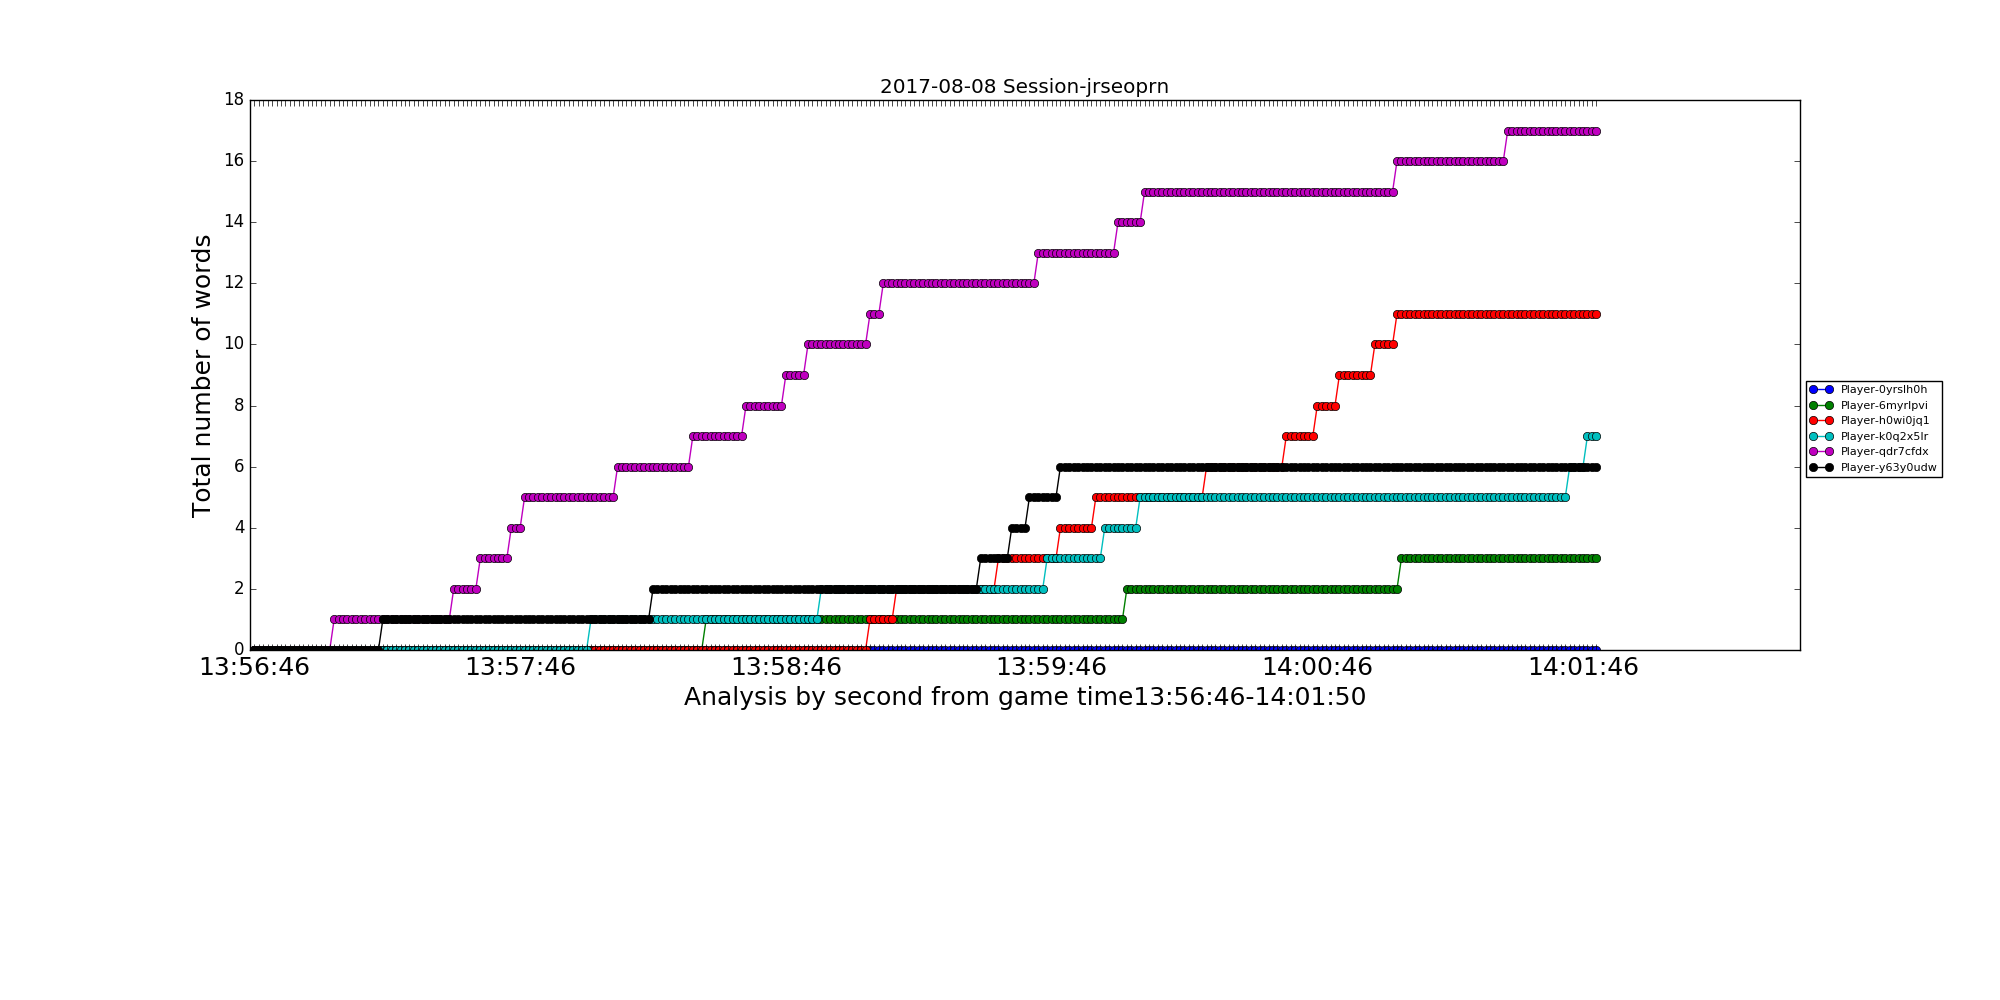 2017-08-08 Session-jrseoprn
18
16
14
12
10
8
6
4
2
0
Total number of words
13:56:46 13:57:46 13:58:46 13:59:46 14:00:46 14:01:46
Analysis by second from game time13:56:46-14:01:50
Player-0yrslh0h
Player-6myrlpvi
Player-h0wi0jq1
Player-k0q2x5lr
Player-qdr7cfdx
Player-y63y0udw